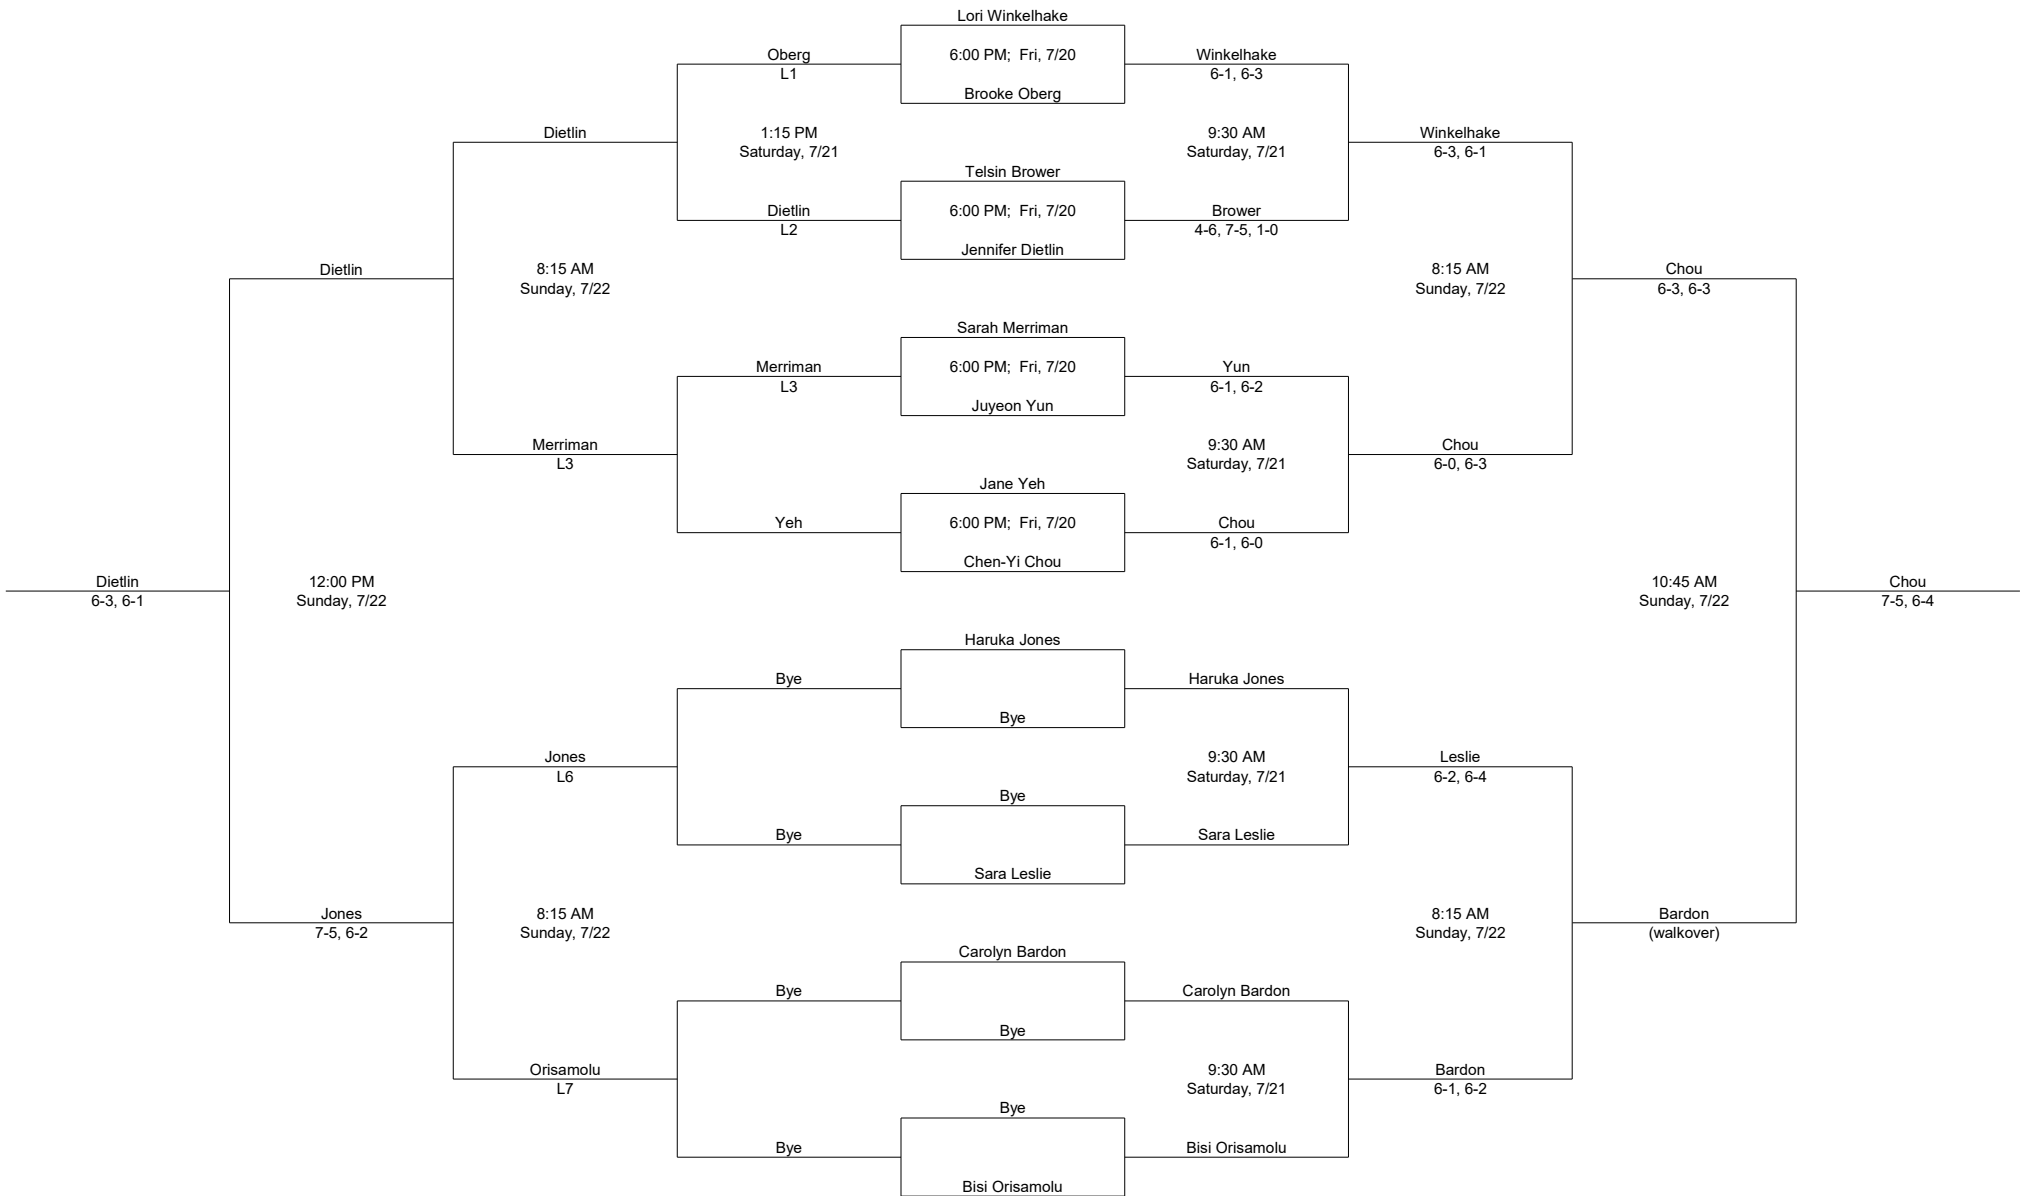 Lori Winkelhake
Oberg
6:00 PM;  Fri, 7/20
Winkelhake
L1
6-1, 6-3
Brooke Oberg
Dietlin
1:15 PM
9:30 AM
Winkelhake
Saturday, 7/21
Saturday, 7/21
6-3, 6-1
Telsin Brower
Dietlin
6:00 PM;  Fri, 7/20
Brower
L2
4-6, 7-5, 1-0
Jennifer Dietlin
Dietlin
8:15 AM
8:15 AM
Chou
Sunday, 7/22
Sunday, 7/22
6-3, 6-3
Sarah Merriman
Merriman
6:00 PM;  Fri, 7/20
Yun
L3
6-1, 6-2
Juyeon Yun
Merriman
9:30 AM
Chou
L3
Saturday, 7/21
6-0, 6-3
Jane Yeh
Yeh
6:00 PM;  Fri, 7/20
Chou
6-1, 6-0
Chen-Yi Chou
Dietlin
12:00 PM
10:45 AM
Chou
6-3, 6-1
Sunday, 7/22
Sunday, 7/22
7-5, 6-4
Haruka Jones
Bye
Haruka Jones
Bye
Jones
9:30 AM
Leslie
L6
Saturday, 7/21
6-2, 6-4
Bye
Bye
Sara Leslie
Sara Leslie
Jones
8:15 AM
8:15 AM
Bardon
7-5, 6-2
Sunday, 7/22
Sunday, 7/22
(walkover)
Carolyn Bardon
Bye
Carolyn Bardon
Bye
Orisamolu
9:30 AM
Bardon
L7
Saturday, 7/21
6-1, 6-2
Bye
Bye
Bisi Orisamolu
Bisi Orisamolu